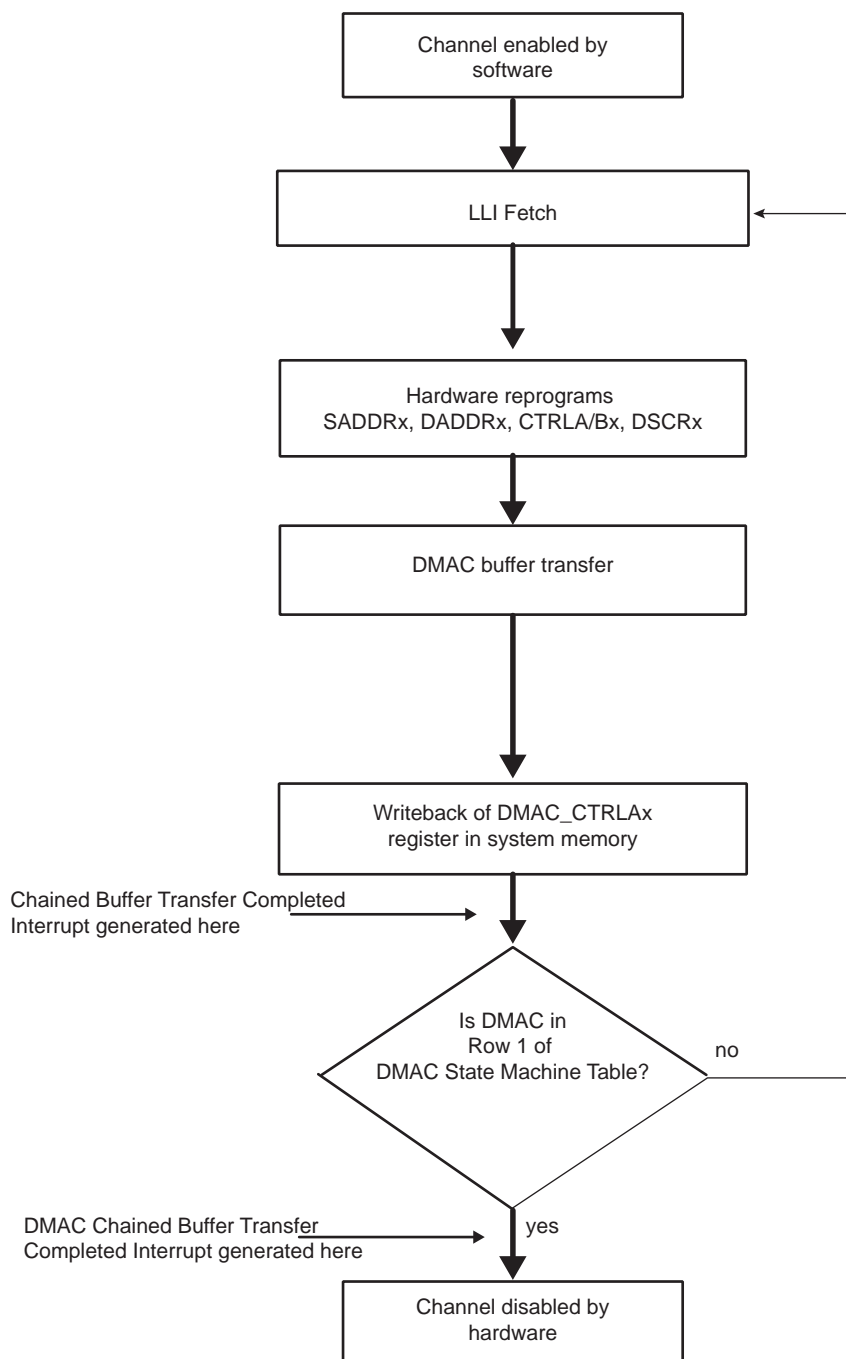 Channel enabled by
software
LLI Fetch
Hardware reprograms
SADDRx, DADDRx, CTRLA/Bx, DSCRx
DMAC buffer transfer
Writeback of DMAC_CTRLAx
register in system memory
Chained Buffer Transfer Completed
Interrupt generated here
Is DMAC in
Row 1 of
DMAC State Machine Table?
no
DMAC Chained Buffer Transfer
Completed Interrupt generated here
yes
Channel disabled by
hardware